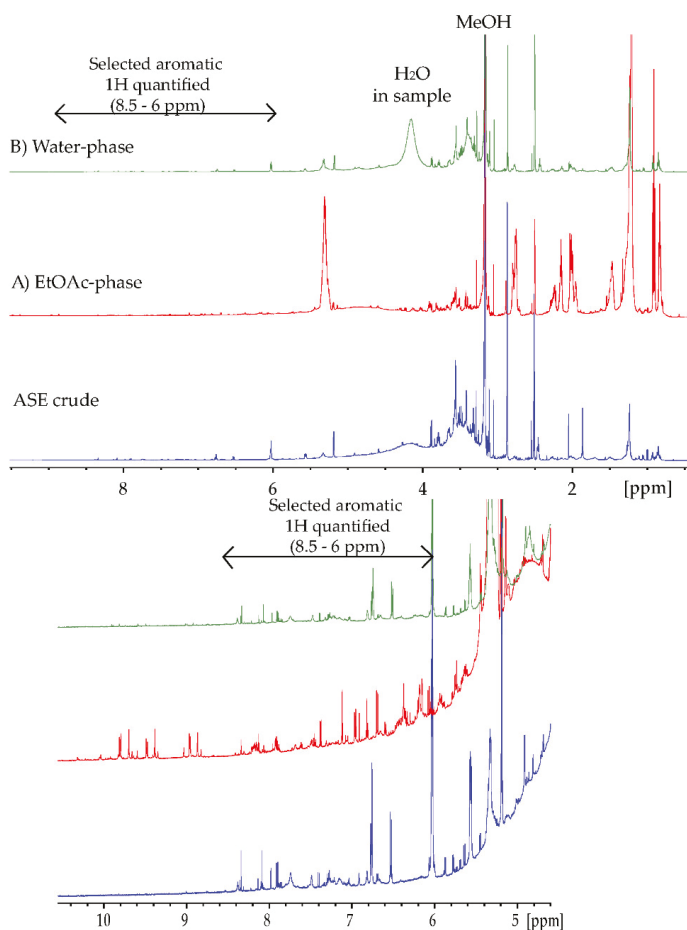 MeOH
Selected aromatic
1H quantified
(8.5 - 6 ppm)
H2O
in sample
B) Water-phase
A) EtOAc-phase
ASE crude
8 6 4 2 [ppm]
Selected aromatic
1H quantified
(8.5 - 6 ppm)
10 9 8 7 6 5 [ppm]